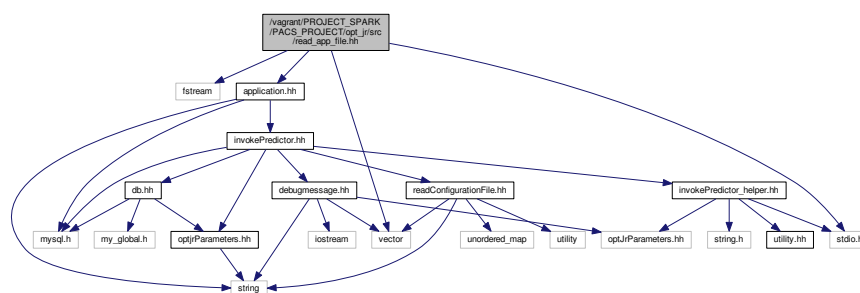 /vagrant/PROJECT_SPARK
/PACS_PROJECT/opt_jr/src
/read_app_file.hh
fstream
application.hh
invokePredictor.hh
db.hh
debugmessage.hh
readConfigurationFile.hh
invokePredictor_helper.hh
mysql.h
my_global.h
optjrParameters.hh
iostream
vector
unordered_map
utility
optJrParameters.hh
string.h
utility.hh
stdio.h
string